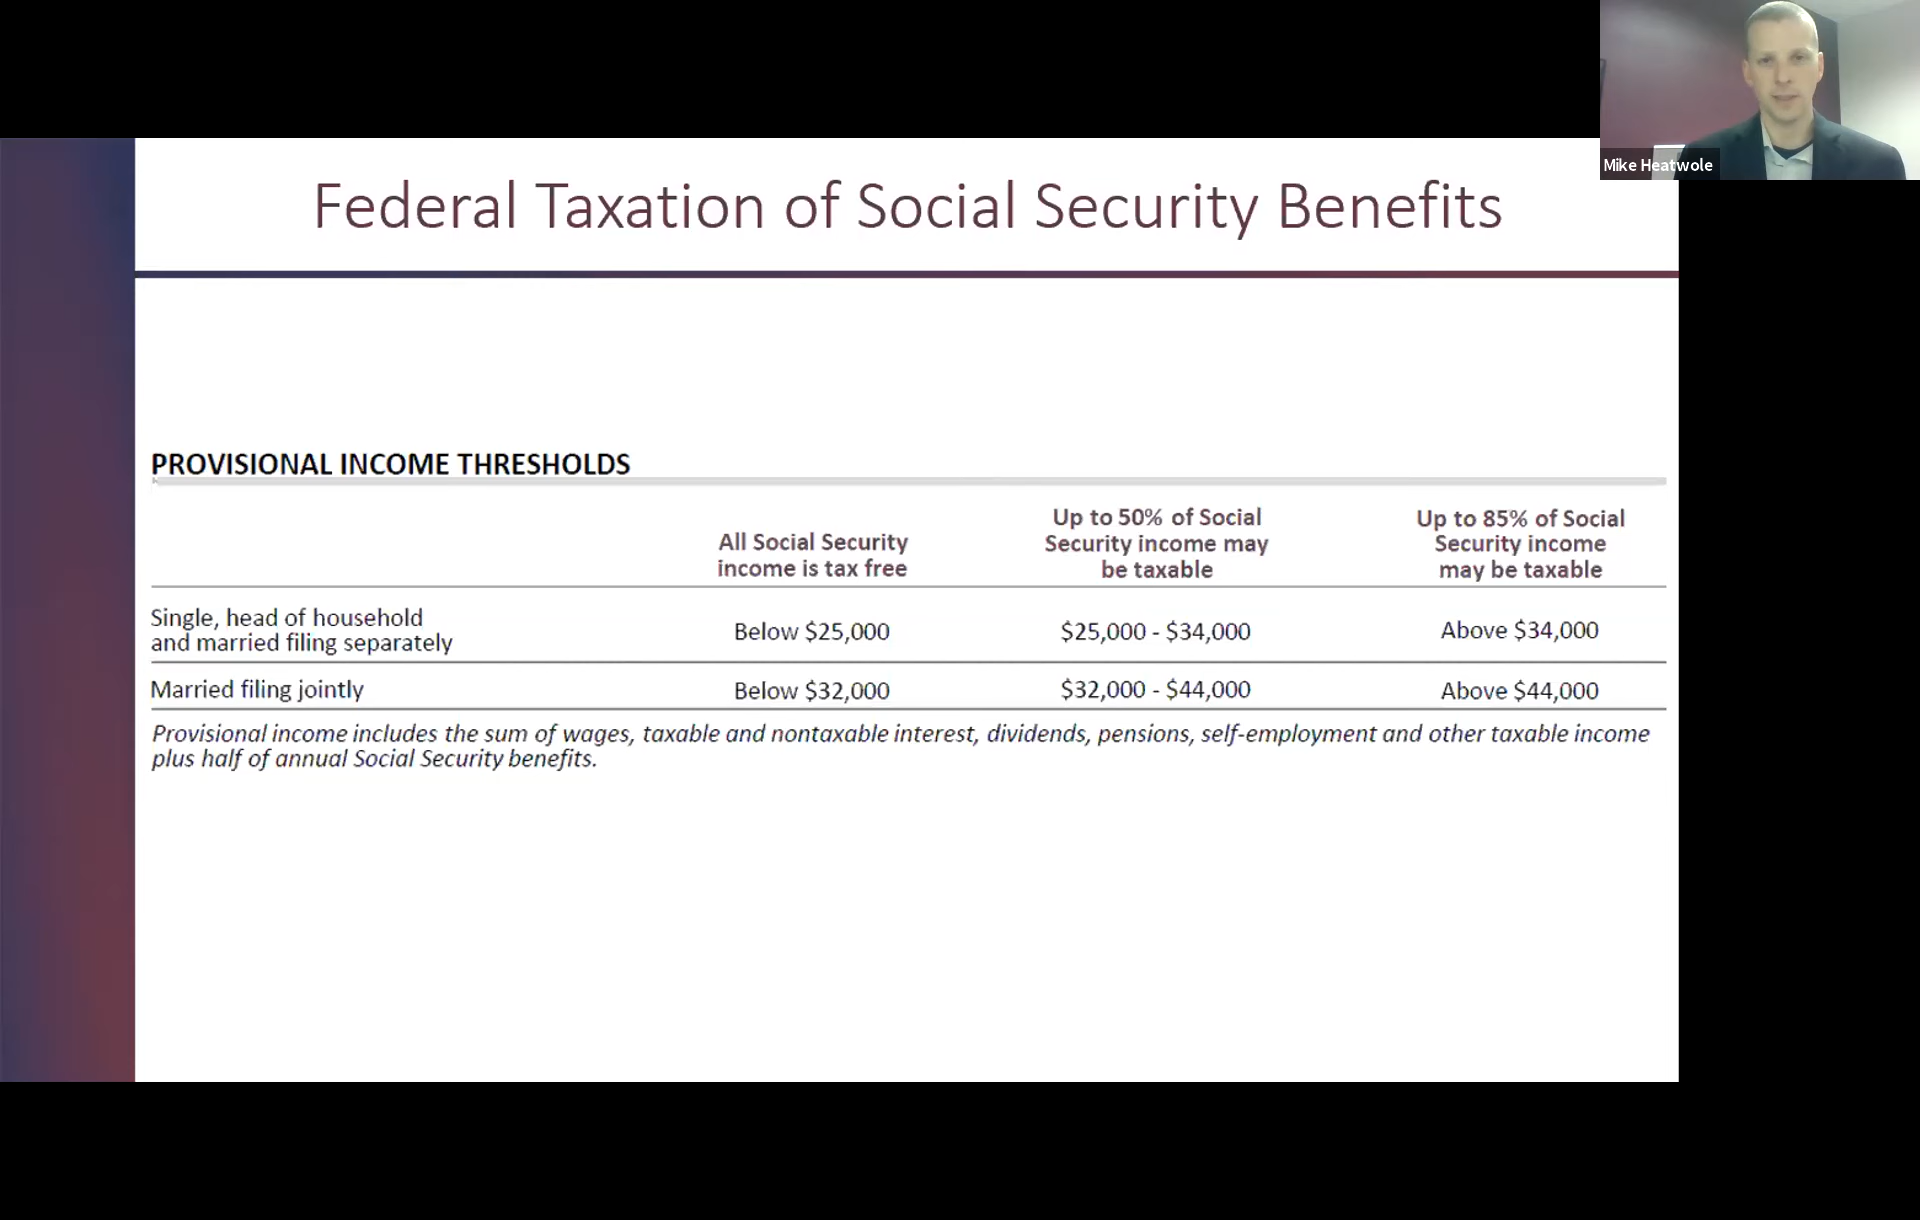 Mike Heatwole
Federal Taxation of Social Security Benefits
PROVISIONAL INCOME THRESHOLDS
All Social Security
income is tax free
Up to 50% of Social
Security income may
be taxable
Up to 85% of Social
Security income
may be taxable
Single, head of household
and married filing separately
Below $25,000
$25,000 - $34,000
Above $34,000
Married filing jointly
Below $32,000
$32,000 - $44,000
Above $44,000
Provisional income includes the sum of wages, taxable and nontaxable interest, dividends, pensions, self-employment and other taxable income
plus half of annual Social Security benefits.